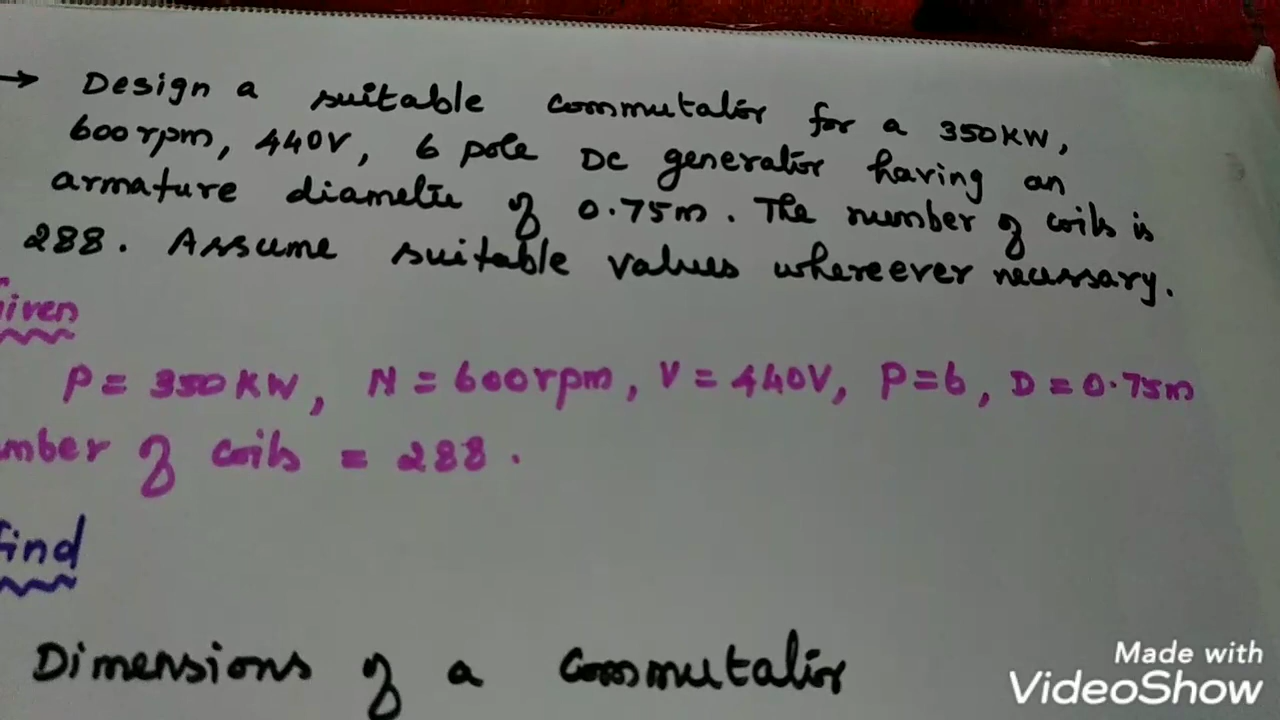 → Design a suitable commutator for a 350KW,
600rpm, 440V, 6 pole DC generator having an
armature diameter of 0.75m. The number of coils is
288. Assume suitable values whereever necessary.
Given
P = 350KW, N = 600rpm, V = 440V, P=6, D = 0.75m
mber of coils = 288.
find
Dimensions of a commutator
Made with
VideoShow